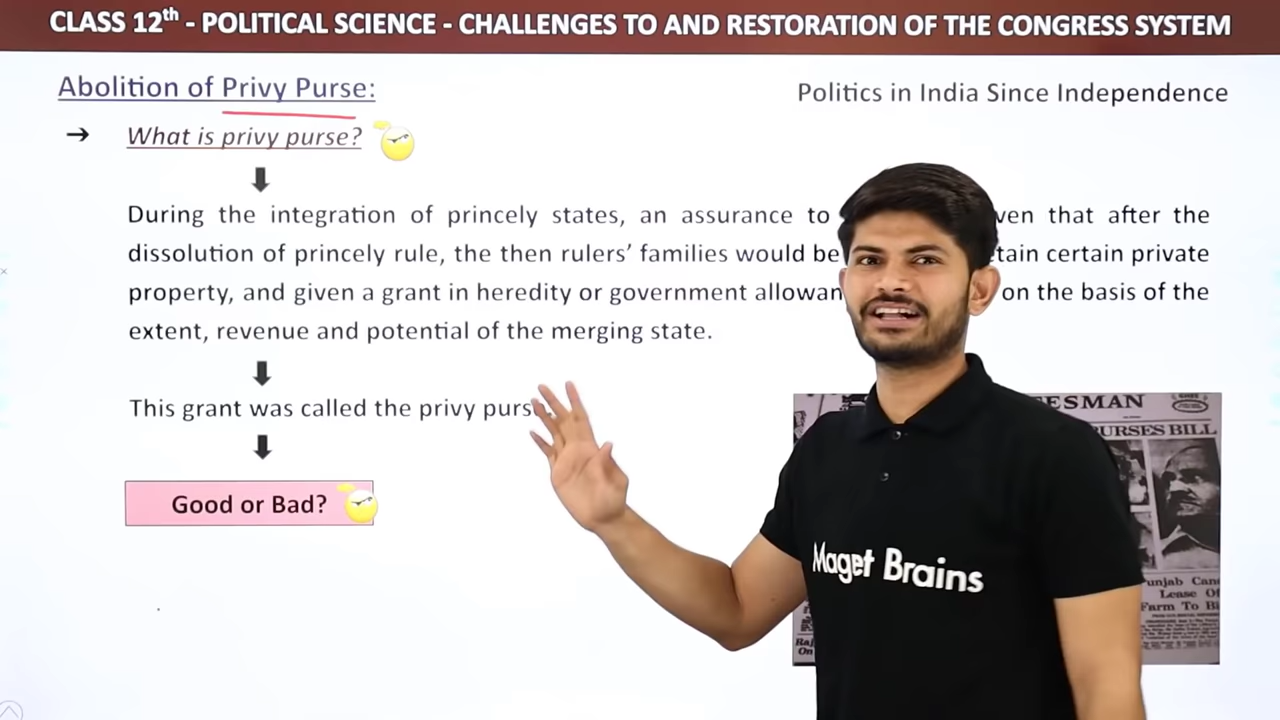 CLASS 12th - POLITICAL SCIENCE - CHALLENGES TO AND RESTORATION OF THE CONGRESS SYSTEM
Abolition of Privy Purse:
Politics in India Since Independence
➔ What is privy purse?
During the integration of princely states, an assurance to ven that after the
dissolution of princely rule, the then rulers' families would be tain certain private
property, and given a grant in heredity or government allowan on the basis of the
extent, revenue and potential of the merging state.
This grant was called the privy purs
ESMAN
URSES BILL
Good or Bad?
Maget Brains
unjab Can
Lease Of
Farm To Bi
Raj
On